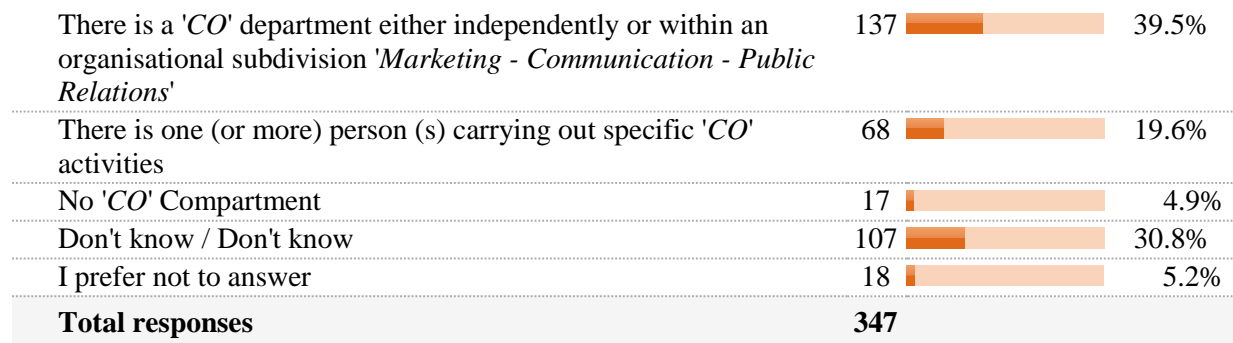 There is a 'CO' department either independently or within an 137 39.5%
organisational subdivision 'Marketing - Communication - Public
Relations'
There is one (or more) person (s) carrying out specific 'CO' 68 19.6%
activities
No 'CO' Compartment 17 4.9%
Don't know / Don't know 107 30.8%
I prefer not to answer 18 5.2%
Total responses 347